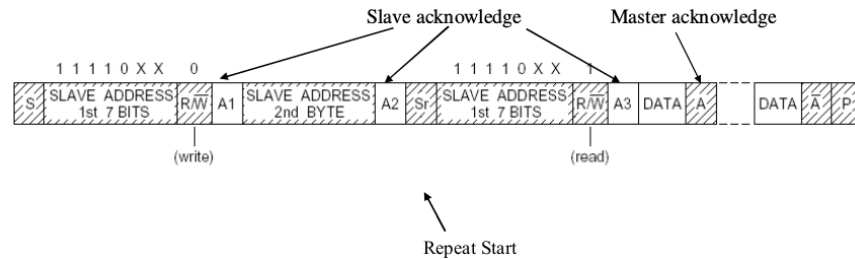 Slave acknowledge Master acknowledge
1 1 1 1 0 X X 0 1 1 1 1 0 X X 1
S SLAVE ADDRESS 1st 7 BITS R/W̅ A1 SLAVE ADDRESS 2nd BYTE A2 Sr SLAVE ADDRESS 1st 7 BITS R/W̅ A3 DATA A DATA A̅ P
(write) (read)
Repeat Start